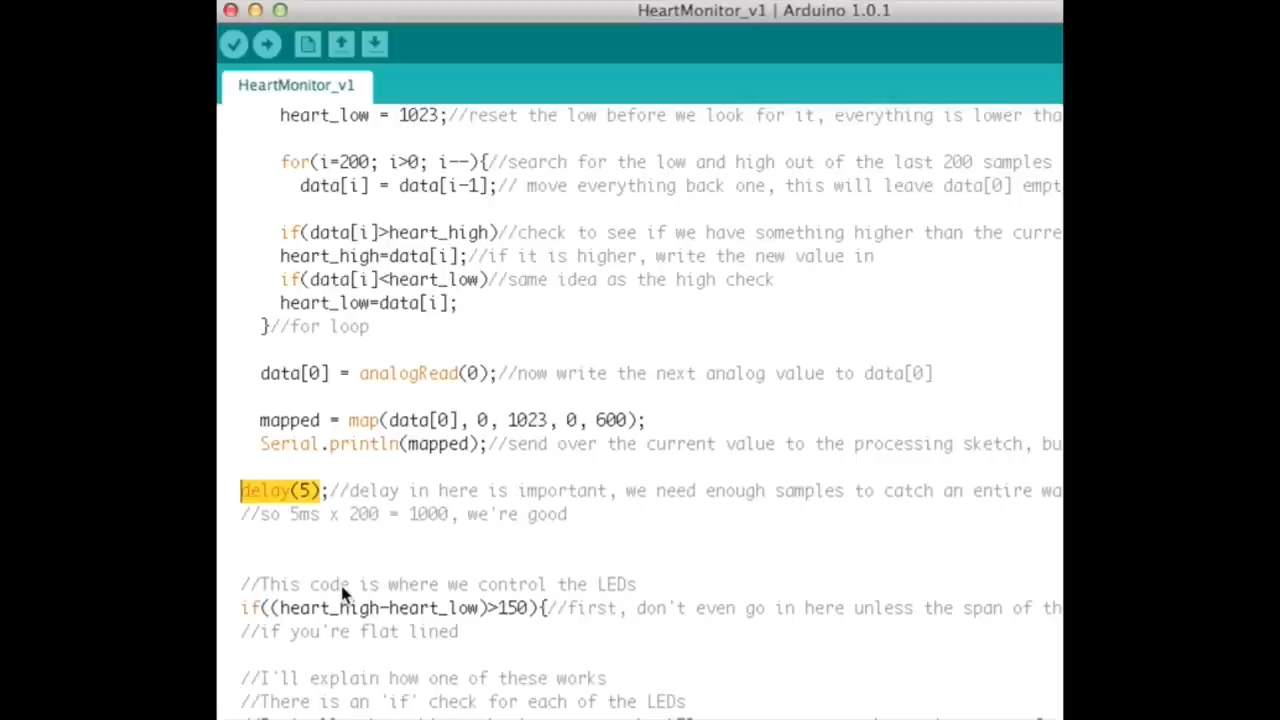 HeartMonitor_v1 | Arduino 1.0.1
HeartMonitor_v1
heart_low = 1023;//reset the low before we look for it, everything is lower tha
for(i=200; i>0; i--){//search for the low and high out of the last 200 samples
data[i] = data[i-1];// move everything back one, this will leave data[0] empt
if(data[i]>heart_high)//check to see if we have something higher than the curre
heart_high=data[i];//if it is higher, write the new value in
if(data[i]<heart_low)//same idea as the high check
heart_low=data[i];
}//for loop
data[0] = analogRead(0);//now write the next analog value to data[0]
mapped = map(data[0], 0, 1023, 0, 600);
Serial.println(mapped);//send over the current value to the processing sketch, bu
delay(5);//delay in here is important, we need enough samples to catch an entire wa
//so 5ms x 200 = 1000, we're good
//This code is where we control the LEDs
if((heart_high-heart_low)>150){//first, don't even go in here unless the span of th
//if you're flat lined
//I'll explain how one of these works
//There is an 'if' check for each of the LEDs